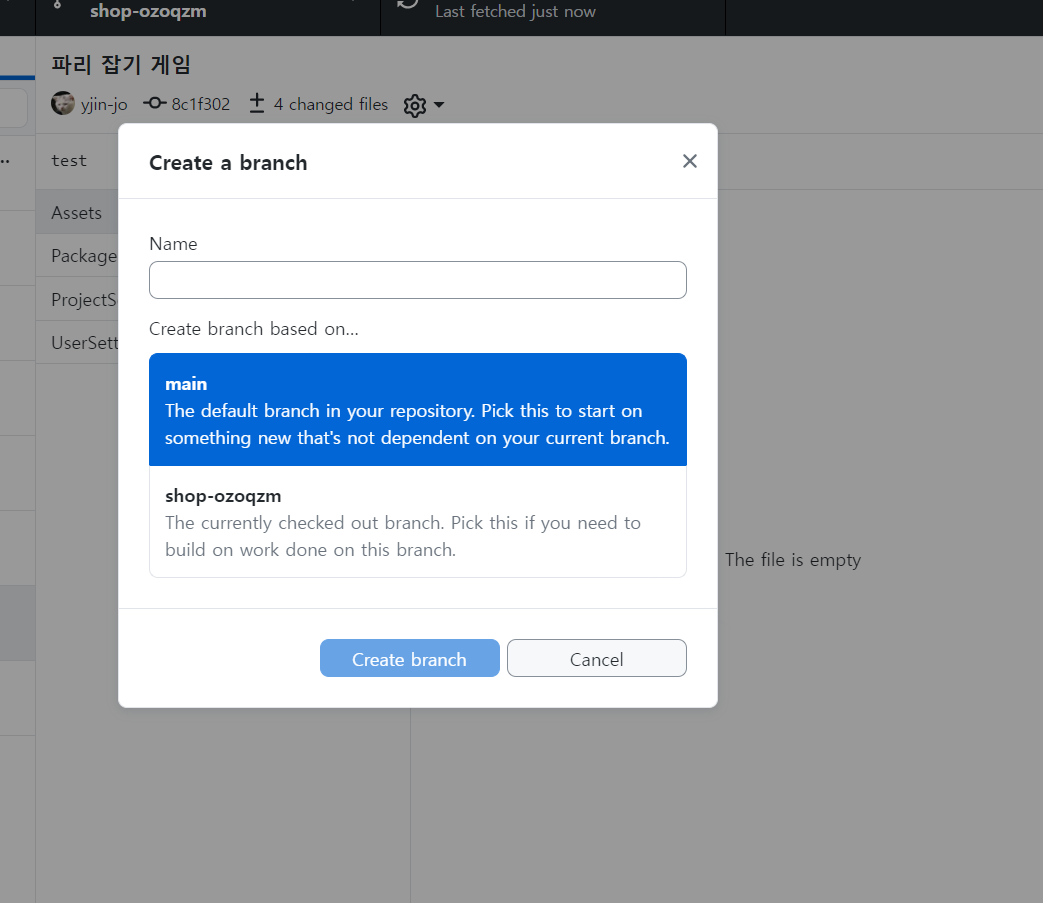 shop-ozoqzm
Last fetched just now
파리 잡기 게임
yjin-jo 8c1f302 4 changed files
Create a branch
test
Assets
Name
Package
ProjectS
Create branch based on...
UserSett
main
The default branch in your repository. Pick this to start on
something new that's not dependent on your current branch.
shop-ozoqzm
The currently checked out branch. Pick this if you need to
build on work done on this branch.
The file is empty
Create branch
Cancel